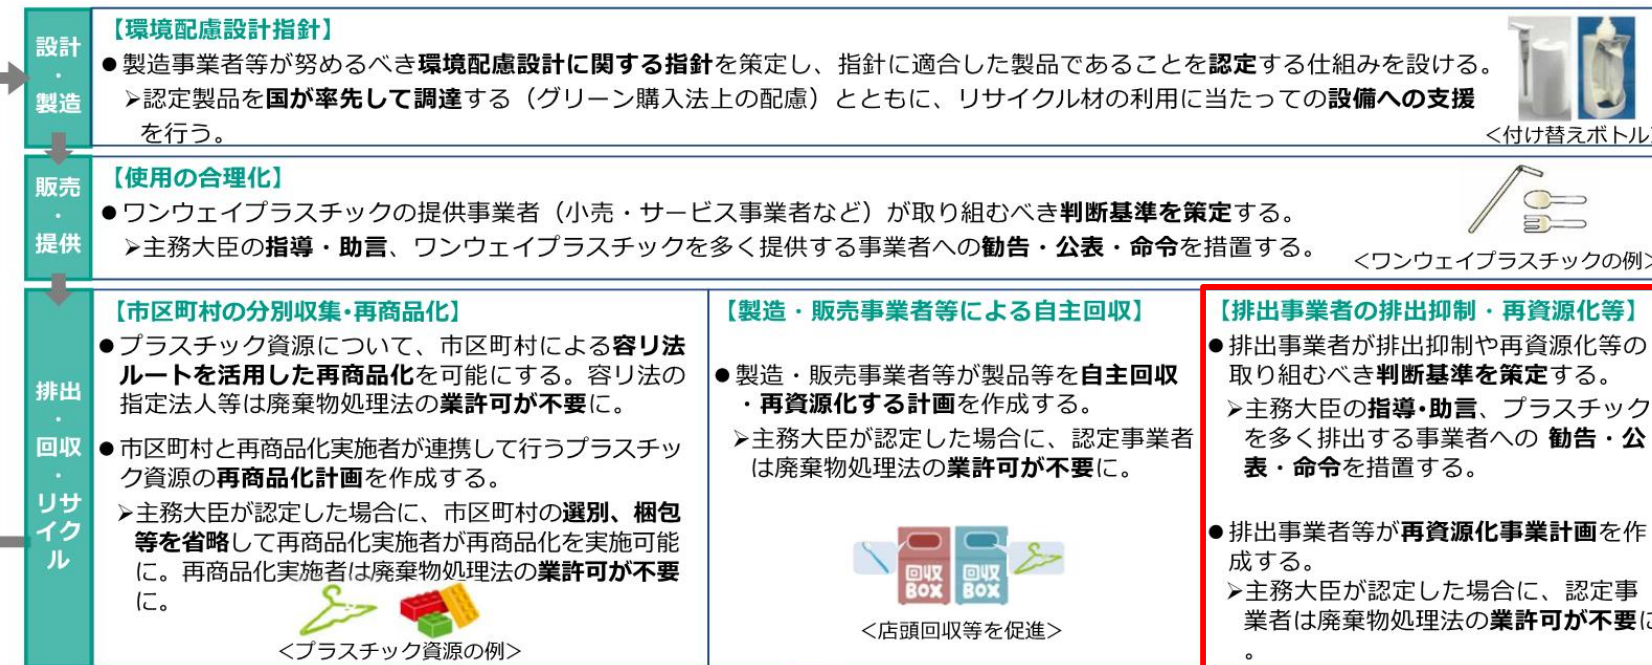 設計
・
製造
【環境配慮設計指針】
●製造事業者等が努めるべき環境配慮設計に関する指針を策定し、指針に適合した製品であることを認定する仕組みを設ける。
➢認定製品を国が率先して調達する（グリーン購入法上の配慮）とともに、リサイクル材の利用に当たっての設備への支援
を行う。
<付け替えボトル
販売
・
提供
【使用の合理化】
●ワンウェイプラスチックの提供事業者（小売・サービス事業者など）が取り組むべき判断基準を策定する。
➢主務大臣の指導・助言、ワンウェイプラスチックを多く提供する事業者への勧告・公表・命令を措置する。
<ワンウェイプラスチックの例>
排出
・
回収
・
リサ
イク
ル
【市区町村の分別収集・再商品化】
●プラスチック資源について、市区町村による容リ法
ルートを活用した再商品化を可能にする。容リ法の
指定法人等は廃棄物処理法の業許可が不要に。
●市区町村と再商品化実施者が連携して行うプラスチッ
ク資源の再商品化計画を作成する。
➢主務大臣が認定した場合に、市区町村の選別、梱包
等を省略して再商品化実施者が再商品化を実施可能
に。再商品化実施者は廃棄物処理法の業許可が不要
に。
<プラスチック資源の例>
【製造・販売事業者等による自主回収】
●製造・販売事業者等が製品等を自主回収
・再資源化する計画を作成する。
➢主務大臣が認定した場合に、認定事業者
は廃棄物処理法の業許可が不要に。
回収
BOX
回収
BOX
<店頭回収等を促進>
【排出事業者の排出抑制・再資源化等】
●排出事業者が排出抑制や再資源化等の
取り組むべき判断基準を策定する。
➢主務大臣の指導・助言、プラスチック
を多く排出する事業者への 勧告・公
表・命令を措置する。
●排出事業者等が再資源化事業計画を作
成する。
➢主務大臣が認定した場合に、認定事
業者は廃棄物処理法の業許可が不要に
。